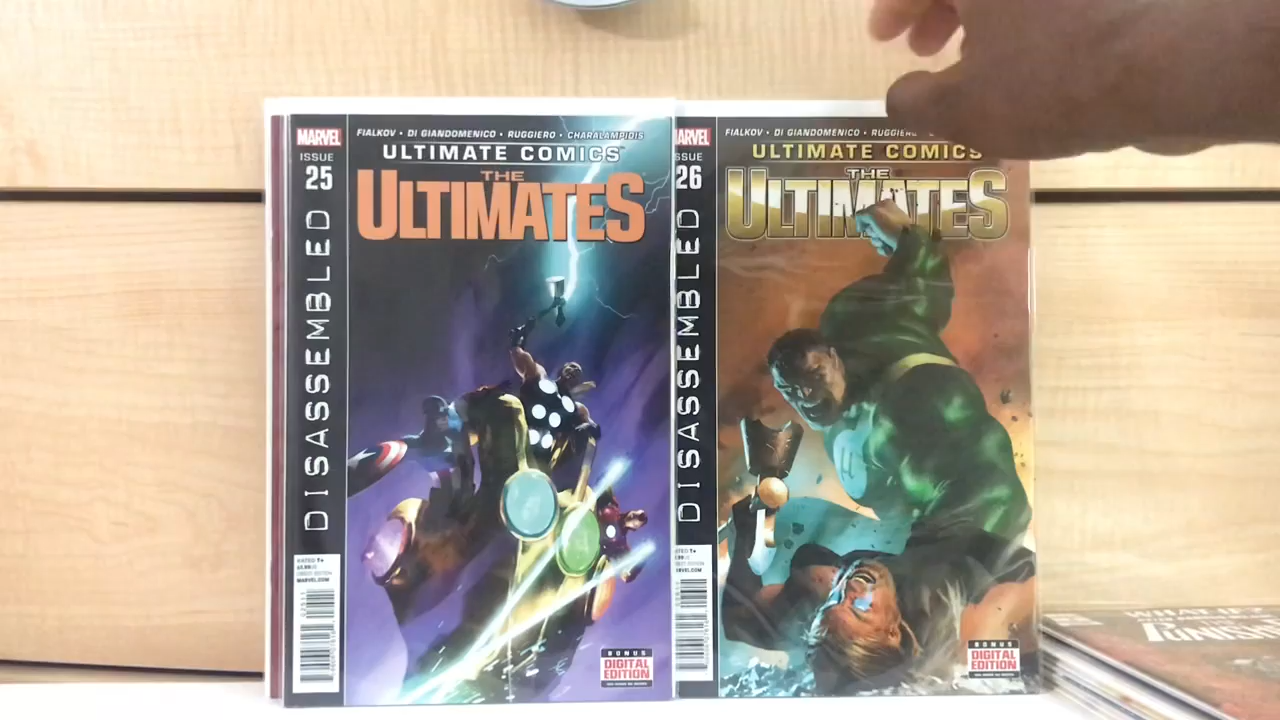 MARVEL
ISSUE
25
FIALKOV • DI GIANDOMENICO • RUGGIERO • CHARALAMPIDIS
ULTIMATE COMICS
THE
ULTIMATES
DISASSEMBLED
RATED T+
MARVEL.COM
BONUS
DIGITAL
EDITION
MARVEL
ISSUE
26
FIALKOV • DI GIANDOMENICO •
ULTIMATE COMICS
THE
ULTIMATES
DISASSEMBLED
BONUS
DIGITAL
EDITION